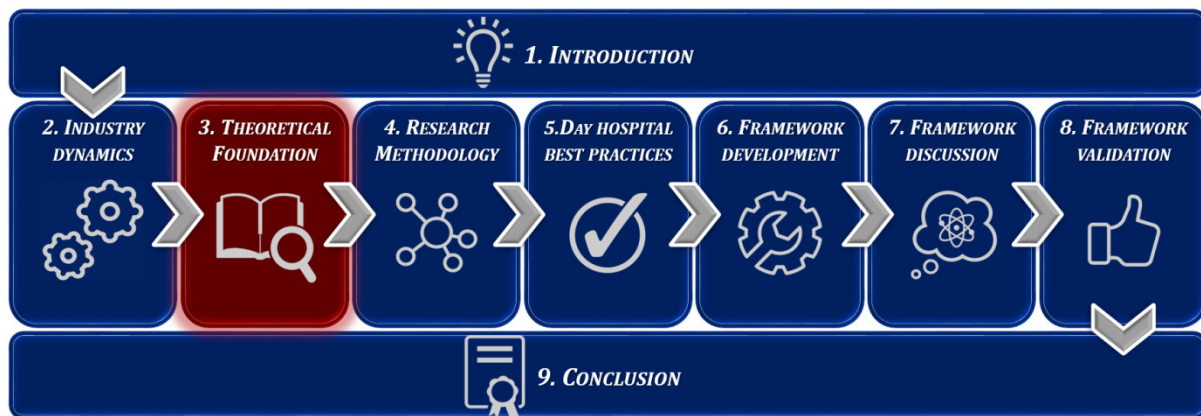 1. INTRODUCTION
2. INDUSTRY
DYNAMICS
3. THEORETICAL
FOUNDATION
4. RESEARCH
METHODOLOGY
5.DAY HOSPITAL
BEST PRACTICES
6. FRAMEWORK
DEVELOPMENT
7. FRAMEWORK
DISCUSSION
8. FRAMEWORK
VALIDATION
9. CONCLUSION